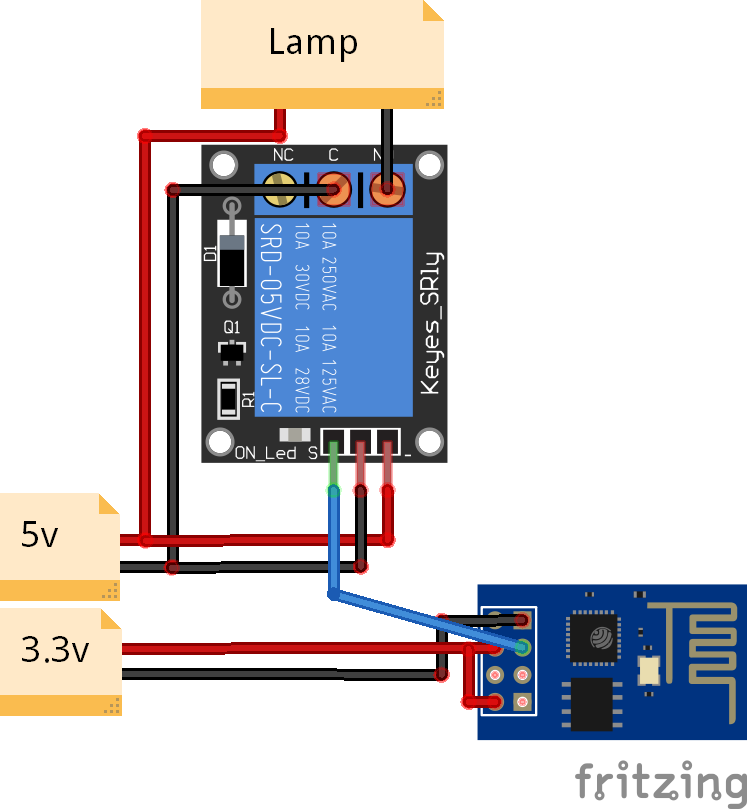 Lamp
NC C N
D1
Q1
R1
SRD-05VDC-SL-C
10A 30VDC 10A 28VDC
10A 250VAC 10A 125VAC
Keyes_SRly
ON_Led S -
5v
3.3v
fritzing